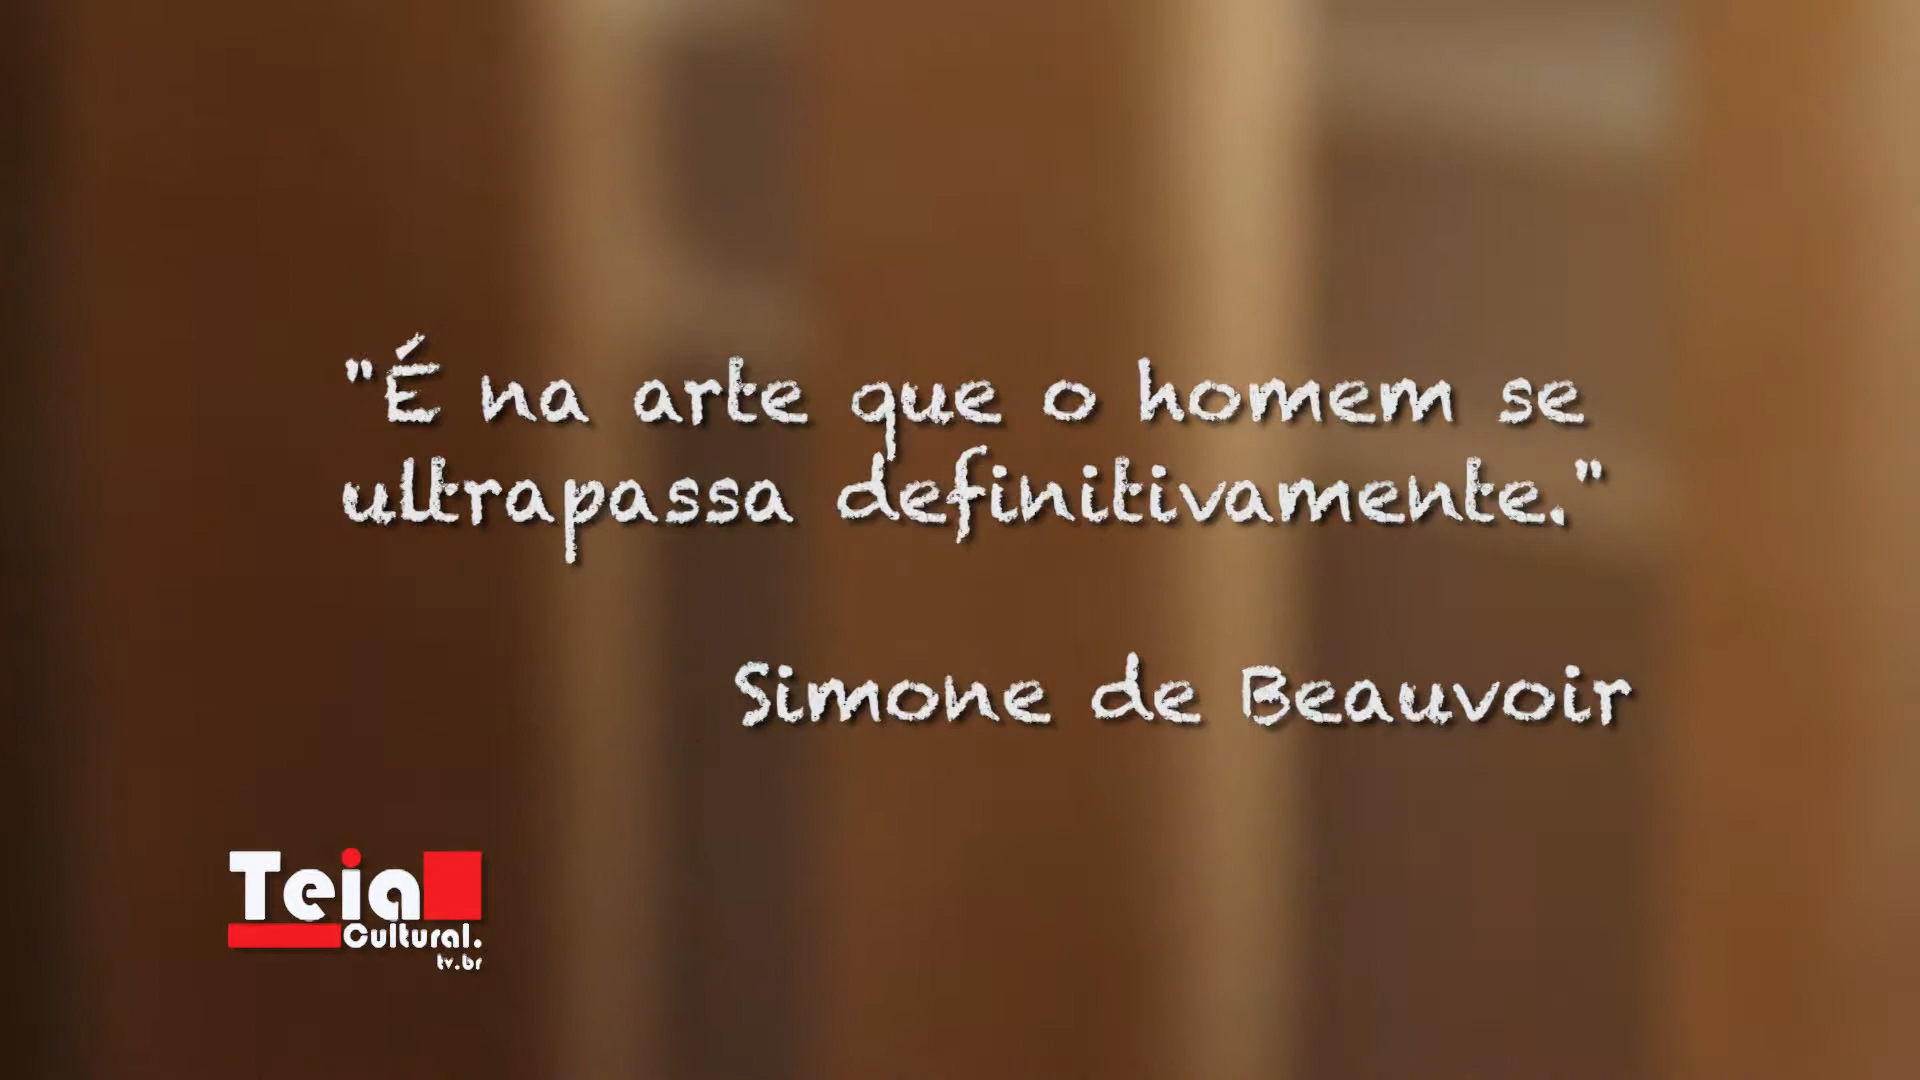 "É na arte que o homem se
ultrapassa definitivamente."
Simone de Beauvoir
Teia
Cultural.
tv.br